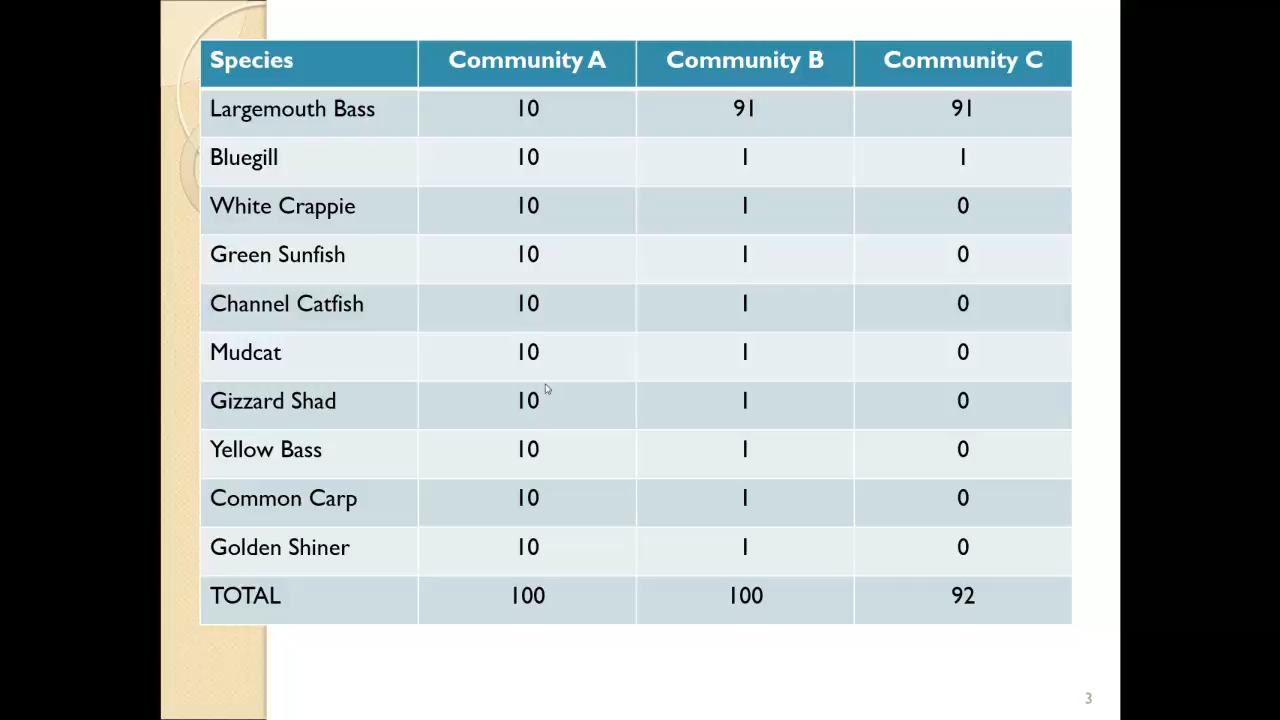 Species Community A Community B Community C
Largemouth Bass 10 91 91
Bluegill 10 1 1
White Crappie 10 1 0
Green Sunfish 10 1 0
Channel Catfish 10 1 0
Mudcat 10 1 0
Gizzard Shad 10 1 0
Yellow Bass 10 1 0
Common Carp 10 1 0
Golden Shiner 10 1 0
TOTAL 100 100 92
3